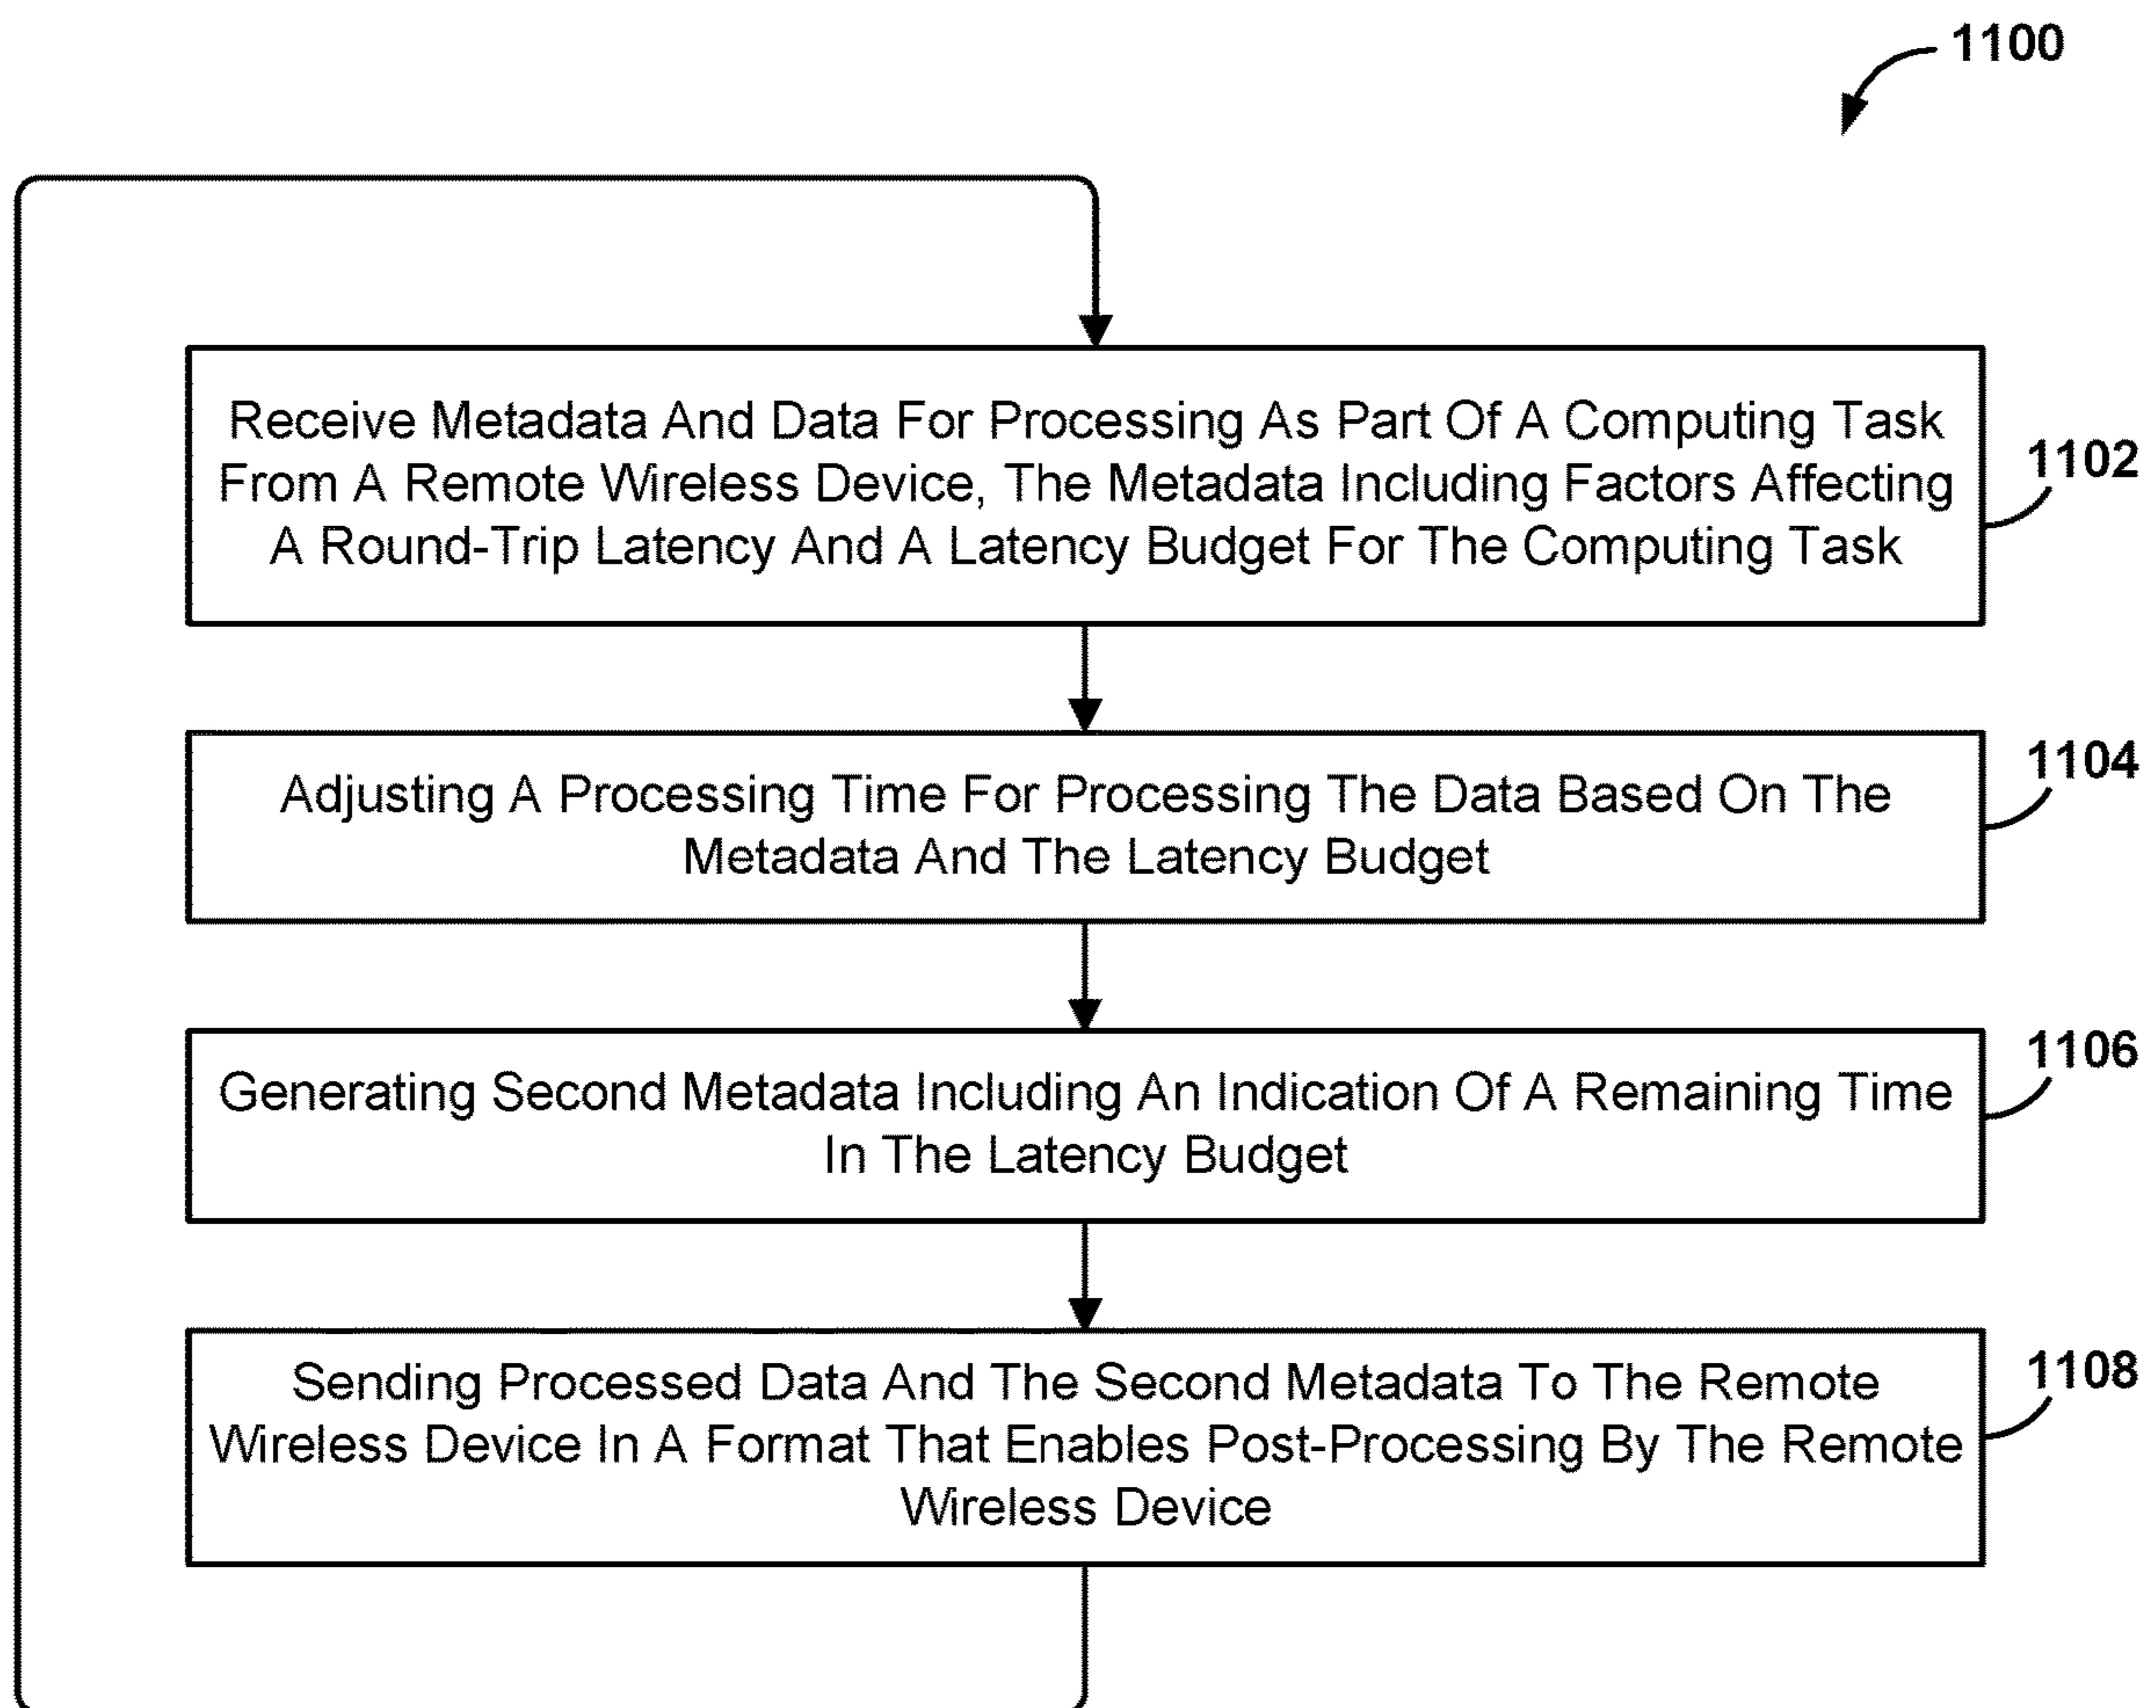 1100
Receive Metadata And Data For Processing As Part Of A Computing Task
From A Remote Wireless Device, The Metadata Including Factors Affecting
A Round-Trip Latency And A Latency Budget For The Computing Task
1102
Adjusting A Processing Time For Processing The Data Based On The
Metadata And The Latency Budget
1104
Generating Second Metadata Including An Indication Of A Remaining Time
In The Latency Budget
1106
Sending Processed Data And The Second Metadata To The Remote
Wireless Device In A Format That Enables Post-Processing By The Remote
Wireless Device
1108